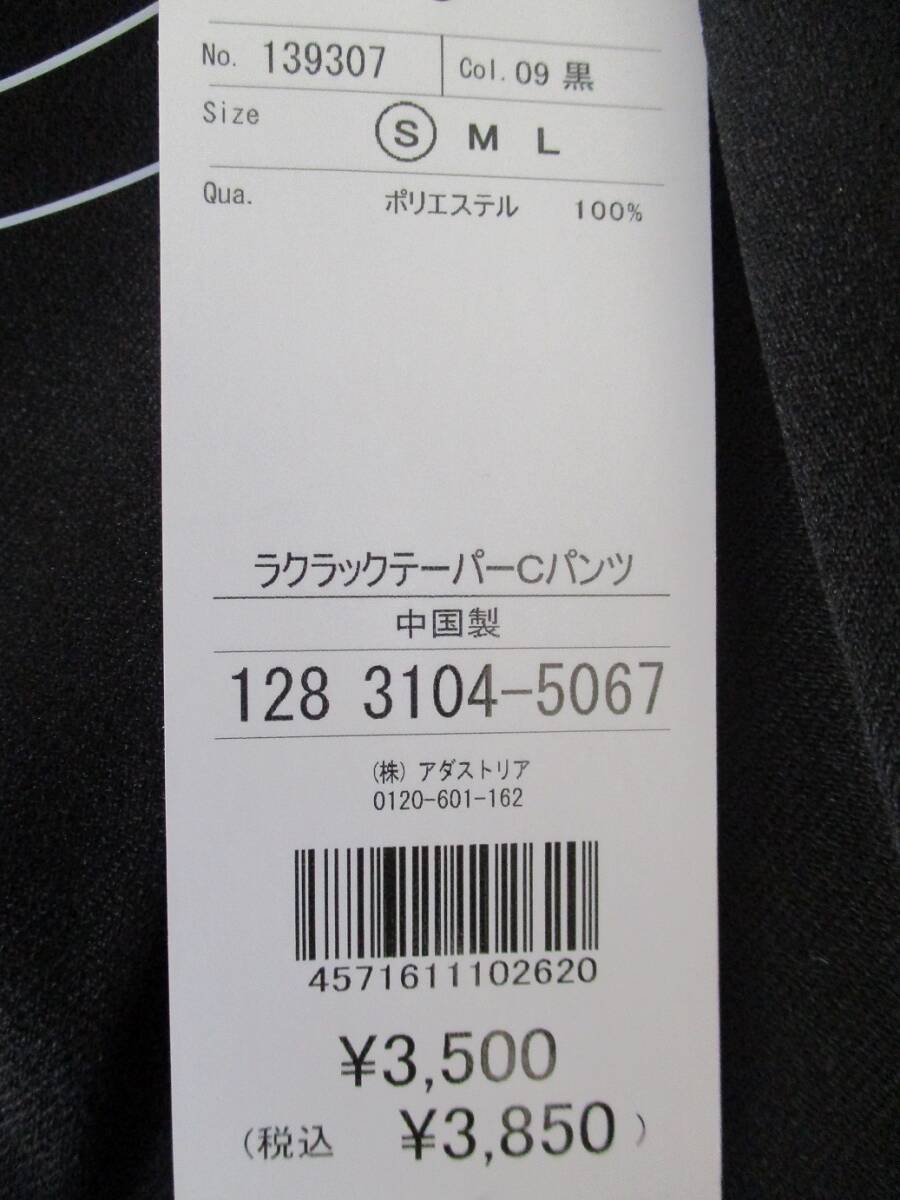 No. 139307 Col. 09 黒
Size Ⓢ M L
Qua. ポリエステル 100%
ラクラックテーパーCパンツ
中国製
128 3104-5067
(株) アダストリア
0120-601-162
4571611102620
¥3,500
(税込 ¥3,850 )